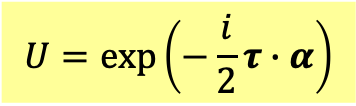 U = exp(−i/2 τ · α)